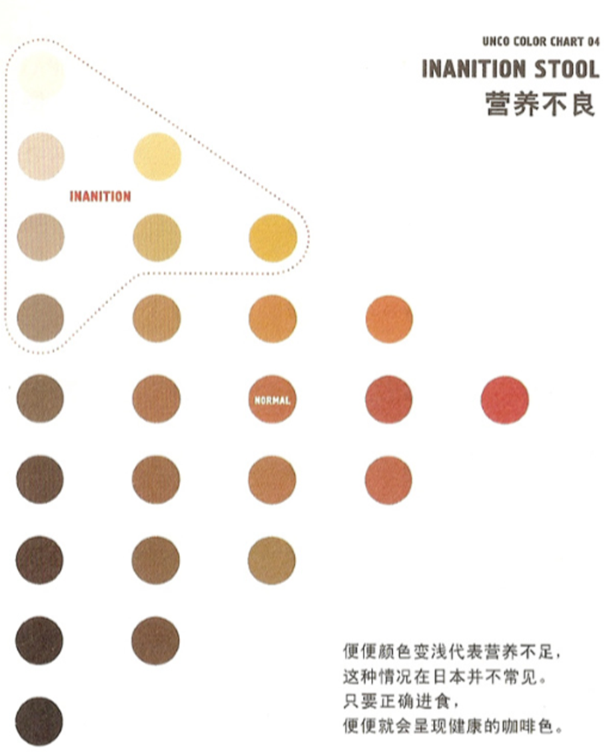 UNCO COLOR CHART 04
INANITION STOOL
营养不良
INANITION
NORMAL
便便颜色变浅代表营养不足，
这种情况在日本并不常见。
只要正确进食，
便便就会呈现健康的咖啡色。